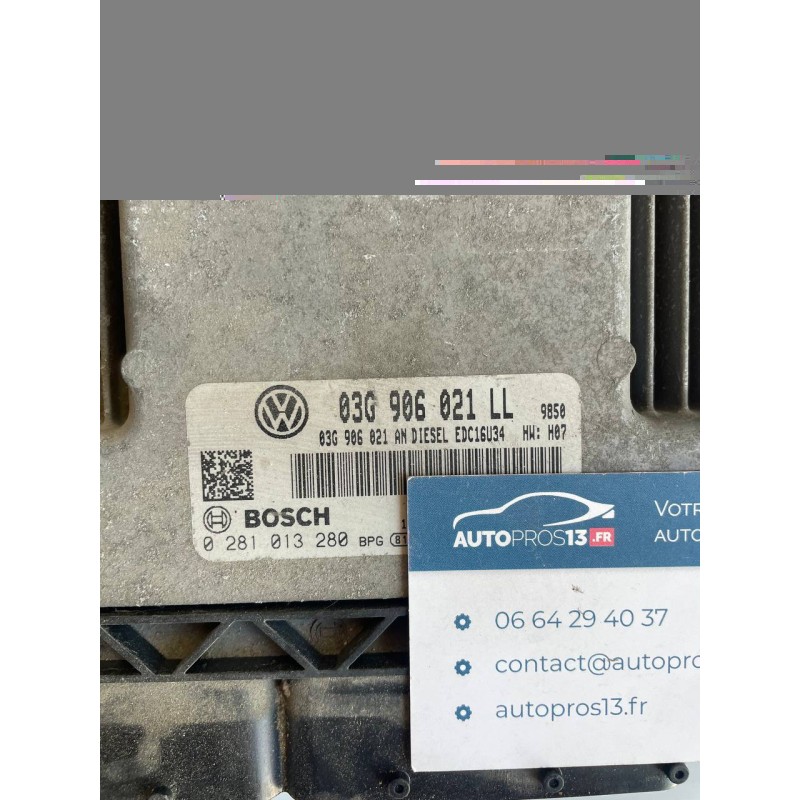 03G 906 021 LL 9850
03G 906 021 AN DIESEL EDC16U34 HW: H07
BOSCH
0 281 013 280 BPG
AUTOPROS13.FR
VOTR
AUTO
06 64 29 40 37
contact@autopro
autopros13.fr